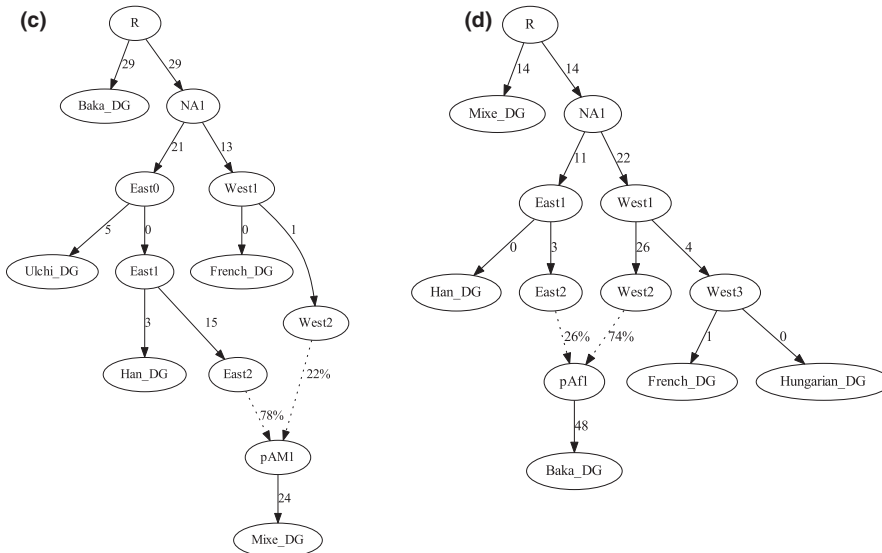 (c)
R
29
29
Baka_DG
NA1
21
13
East0
West1
5
0
0
1
Ulchi_DG
East1
French_DG
West2
3
15
Han_DG
East2
22%
78%
pAM1
24
Mixe_DG
(d)
R
14
14
Mixe_DG
NA1
11
22
East1
West1
0
3
26
4
Han_DG
East2
West2
West3
26%
74%
1
0
pAf1
French_DG
Hungarian_DG
48
Baka_DG